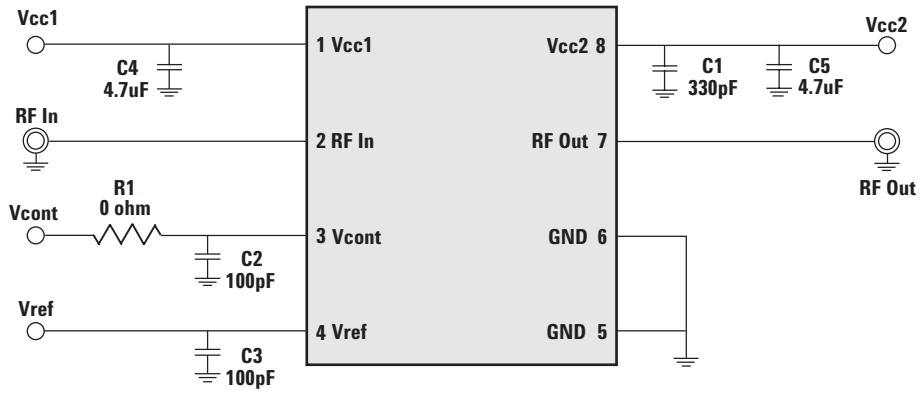 Vcc1
C4
4.7uF
RF In
R1
0 ohm
Vcont
C2
100pF
Vref
C3
100pF
1 Vcc1
2 RF In
3 Vcont
4 Vref
Vcc2 8
RF Out 7
GND 6
GND 5
Vcc2
C1
330pF
C5
4.7uF
RF Out